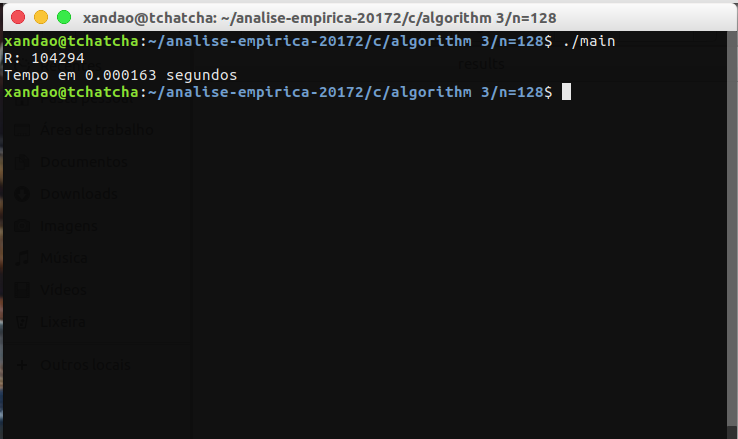 xandao@tchatcha: ~/analise-empirica-20172/c/algorithm 3/n=128
xandao@tchatcha:~/analise-empirica-20172/c/algorithm 3/n=128$ ./main
R: 104294
Tempo em 0.000163 segundos
xandao@tchatcha:~/analise-empirica-20172/c/algorithm 3/n=128$
results
Área de trabalho
Documentos
Downloads
Imagens
Música
Vídeos
Lixeira
+ Outros locais